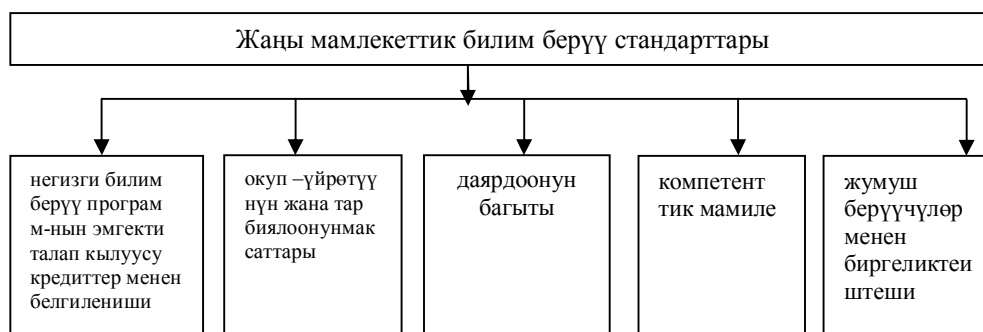 Жаңы мамлекеттик билим берүү стандарттары
негизги билим
берүү програм
м-нын эмгекти
талап кылуусу
кредиттер менен
белгилениши
окуп –үйрөтүү
нүн жана тар
биялоонунмак
саттары
даярдоонун
багыты
компетент
тик мамиле
жумуш
берүүчүлөр
менен
биргеликтеи
штеши